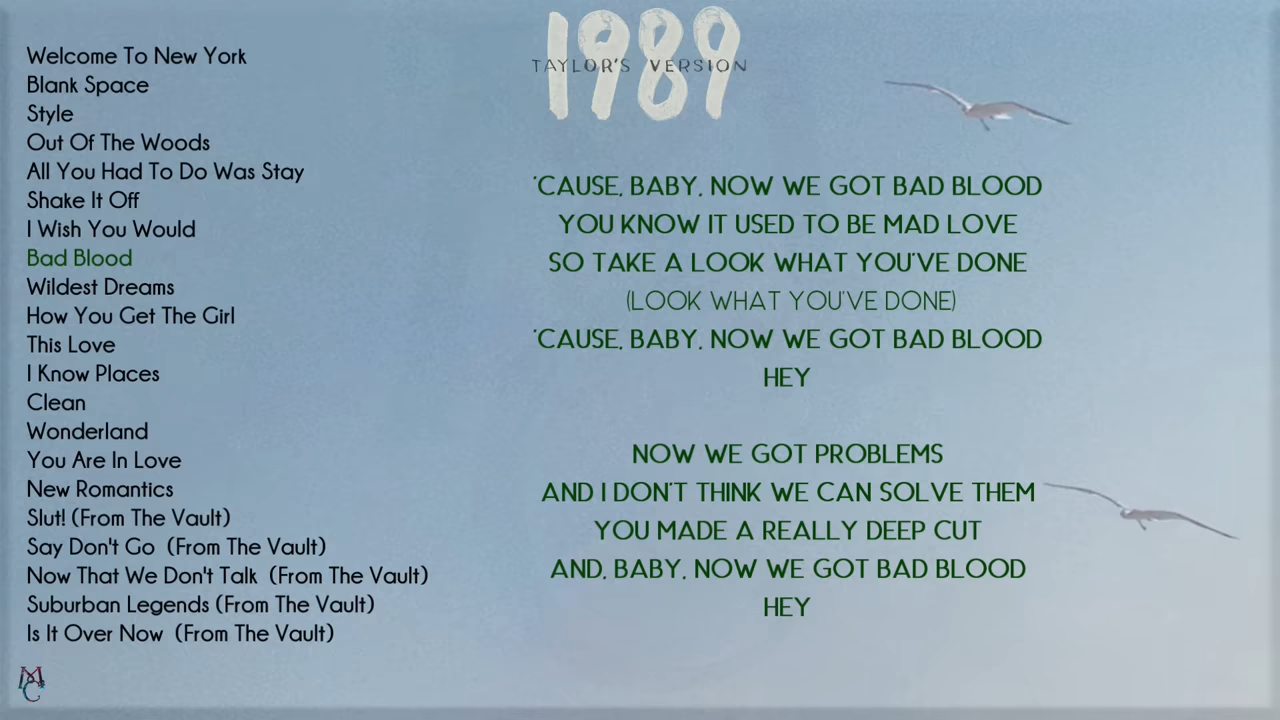 1989
TAYLOR'S VERSION
Welcome To New York
Blank Space
Style
Out Of The Woods
All You Had To Do Was Stay
Shake It Off
I Wish You Would
Bad Blood
Wildest Dreams
How You Get The Girl
This Love
I Know Places
Clean
Wonderland
You Are In Love
New Romantics
Slut! (From The Vault)
Say Don't Go (From The Vault)
Now That We Don't Talk (From The Vault)
Suburban Legends (From The Vault)
Is It Over Now (From The Vault)
'CAUSE, BABY, NOW WE GOT BAD BLOOD
YOU KNOW IT USED TO BE MAD LOVE
SO TAKE A LOOK WHAT YOU'VE DONE
(LOOK WHAT YOU'VE DONE)
'CAUSE, BABY, NOW WE GOT BAD BLOOD
HEY
NOW WE GOT PROBLEMS
AND I DON'T THINK WE CAN SOLVE THEM
YOU MADE A REALLY DEEP CUT
AND, BABY, NOW WE GOT BAD BLOOD
HEY
MC